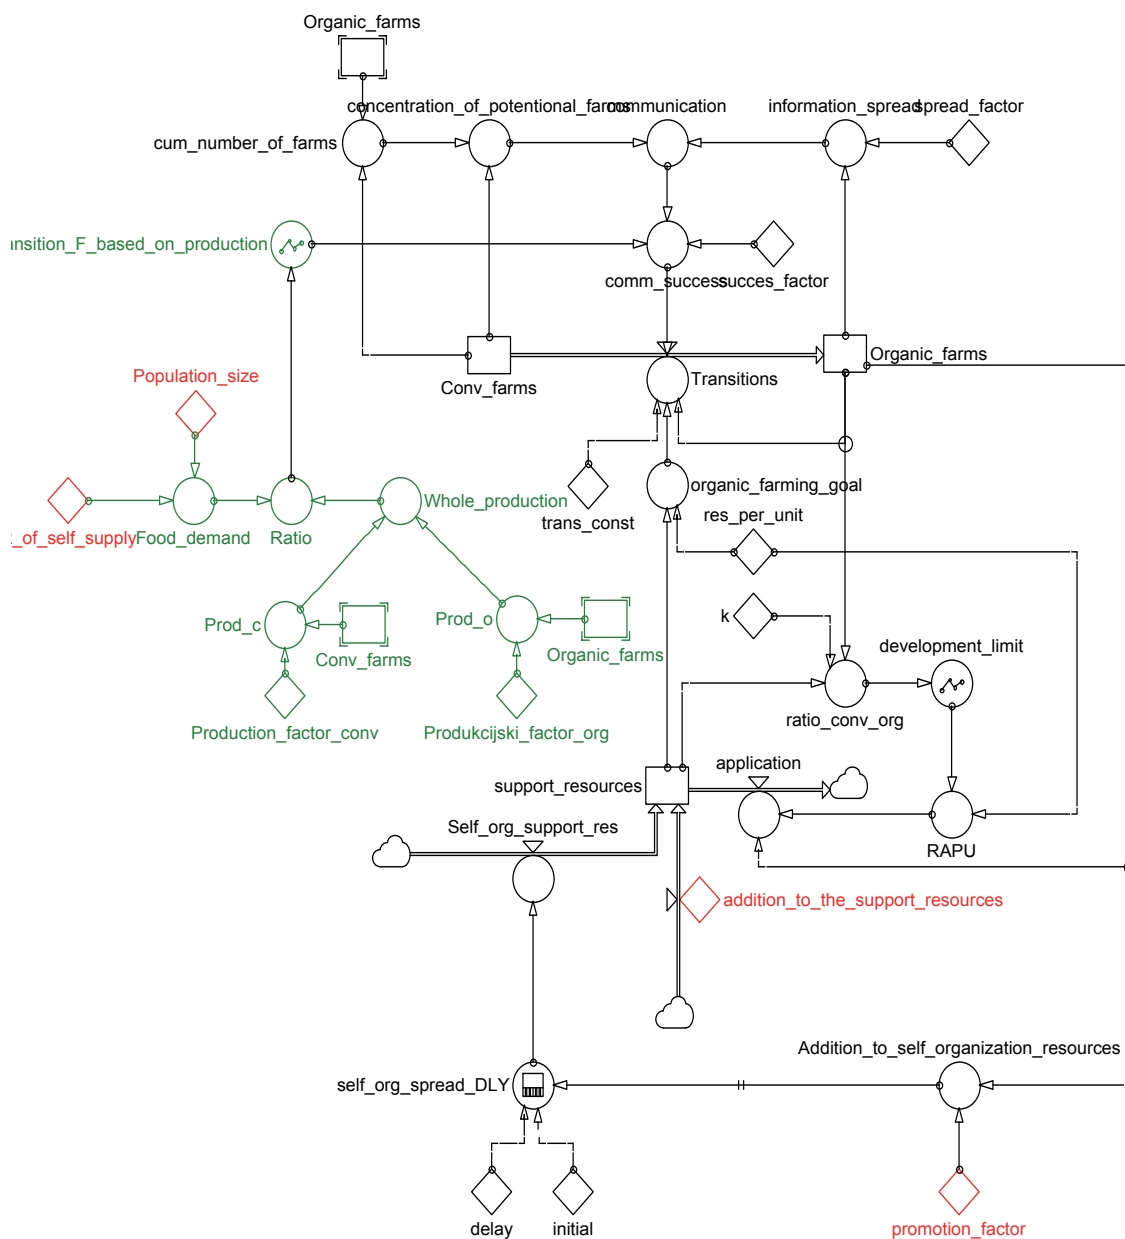 Organic_farms
concentration_of_potentional_farms
communication
information_spread
spread_factor
cum_number_of_farms
nsition_F_based_on_production
comm_success
succes_factor
Organic_farms
Conv_farms
Transitions
Population_size
organic_farming_goal
Whole_production
trans_const
res_per_unit
_of_self_supply
Food_demand
Ratio
k
Prod_c
Prod_o
Conv_farms
Organic_farms
development_limit
ratio_conv_org
Production_factor_conv
Produkcijski_factor_org
application
support_resources
Self_org_support_res
RAPU
addition_to_the_support_resources
Addition_to_self_organization_resources
self_org_spread_DLY
delay
initial
promotion_factor